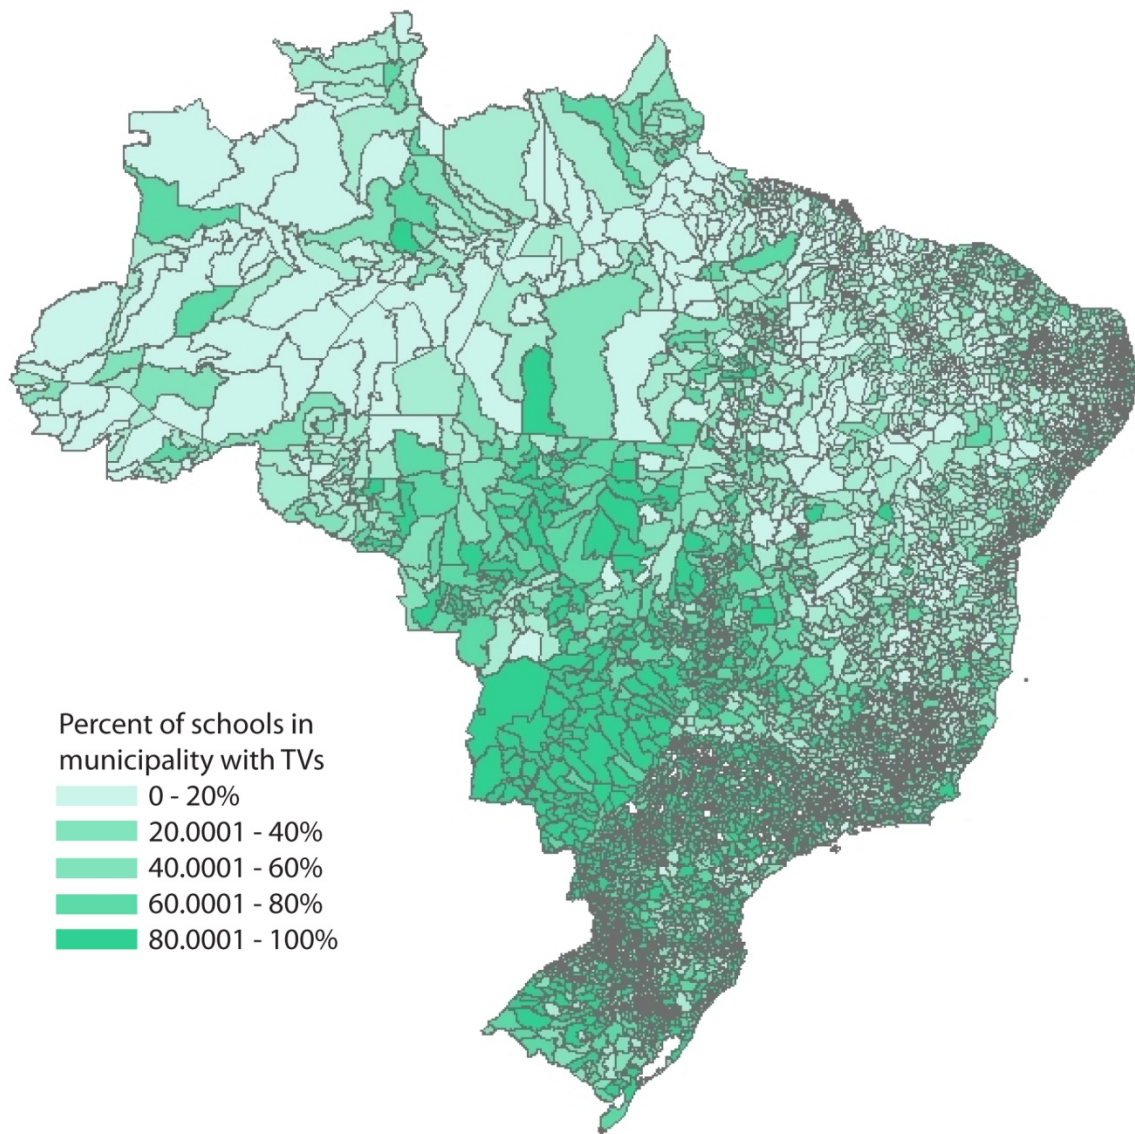 Percent of schools in
municipality with TVs
0 - 20%
20.0001 - 40%
40.0001 - 60%
60.0001 - 80%
80.0001 - 100%